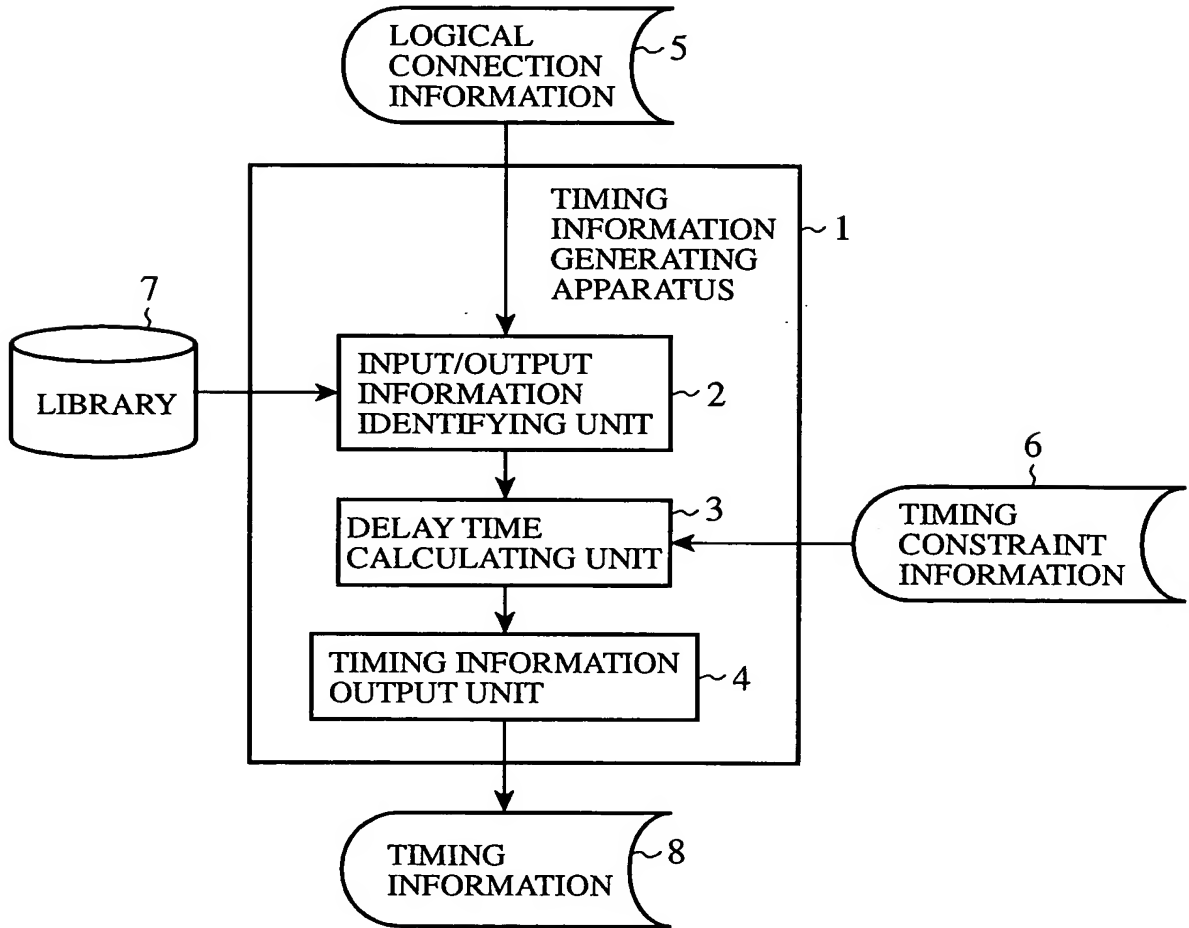 LOGICAL
CONNECTION
INFORMATION
5
TIMING
INFORMATION
GENERATING
APPARATUS
1
7
LIBRARY
INPUT/OUTPUT
INFORMATION
IDENTIFYING UNIT
2
6
TIMING
CONSTRAINT
INFORMATION
DELAY TIME
CALCULATING UNIT
3
TIMING INFORMATION
OUTPUT UNIT
4
TIMING
INFORMATION
8